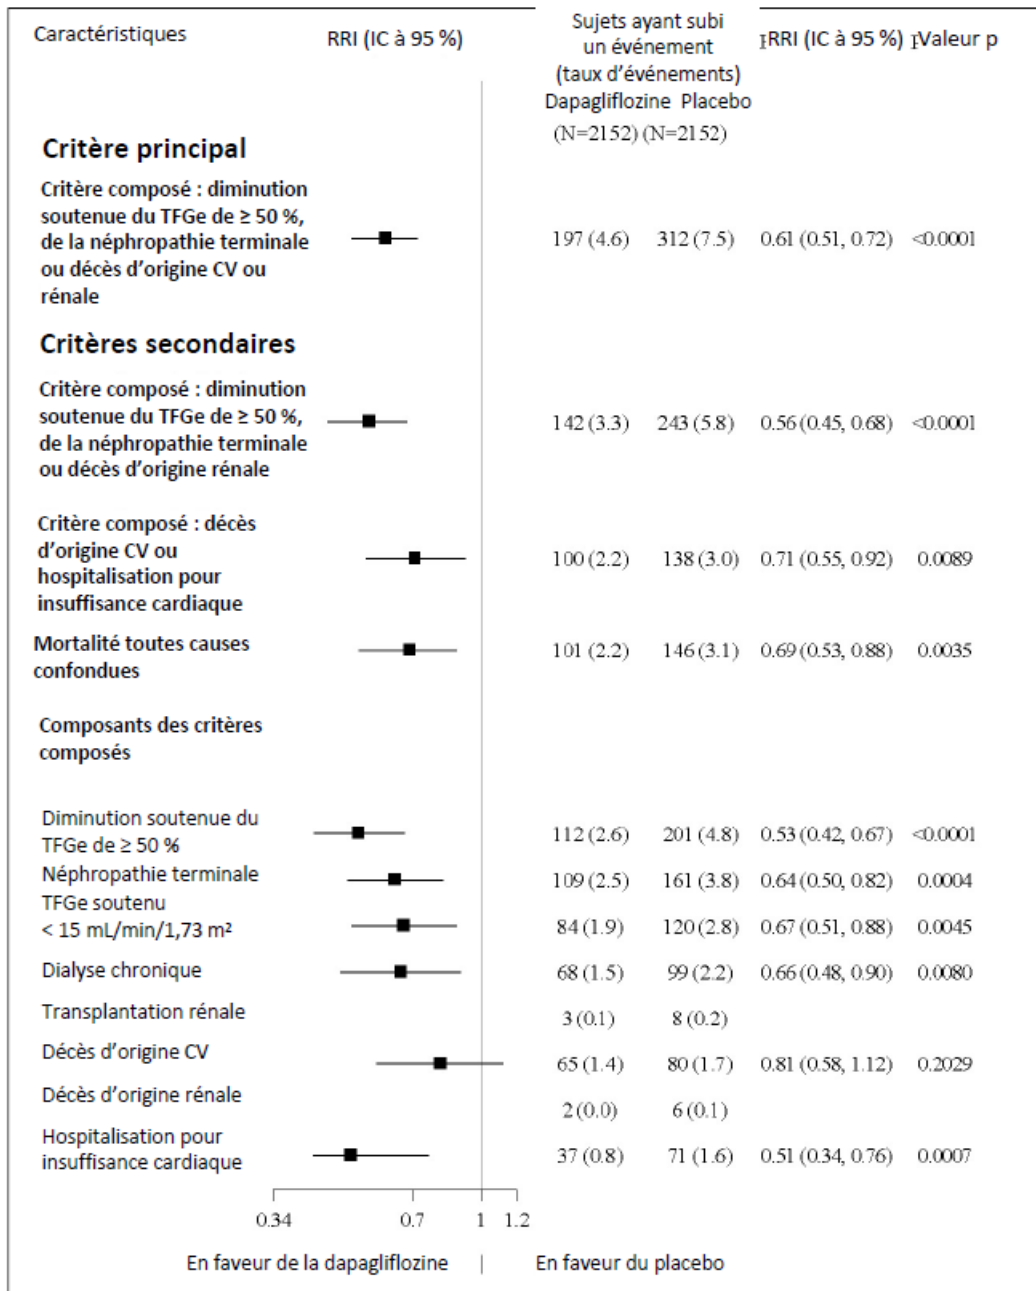 Caractéristiques
RRI (IC à 95 %)
Sujets ayant subi
un événement
(taux d'événements)
Dapagliflozine Placebo
(N=2152) (N=2152)
RRI (IC à 95 %)
Valeur p
Critère principal
Critère composé : diminution
soutenue du TFGe de ≥ 50 %,
de la néphropathie terminale
ou décès d'origine CV ou
rénale
197 (4.6) 312 (7.5) 0.61 (0.51, 0.72) <0.0001
Critères secondaires
Critère composé : diminution
soutenue du TFGe de ≥ 50 %,
de la néphropathie terminale
ou décès d'origine rénale
142 (3.3) 243 (5.8) 0.56 (0.45, 0.68) <0.0001
Critère composé : décès
d'origine CV ou
hospitalisation pour
insuffisance cardiaque
100 (2.2) 138 (3.0) 0.71 (0.55, 0.92) 0.0089
Mortalité toutes causes
confondues
101 (2.2) 146 (3.1) 0.69 (0.53, 0.88) 0.0035
Composants des critères
composés
Diminution soutenue du
TFGe de ≥ 50 %
112 (2.6) 201 (4.8) 0.53 (0.42, 0.67) <0.0001
Néphropathie terminale
109 (2.5) 161 (3.8) 0.64 (0.50, 0.82) 0.0004
TFGe soutenu
< 15 mL/min/1,73 m²
84 (1.9) 120 (2.8) 0.67 (0.51, 0.88) 0.0045
Dialyse chronique
68 (1.5) 99 (2.2) 0.66 (0.48, 0.90) 0.0080
Transplantation rénale
3 (0.1) 8 (0.2)
Décès d'origine CV
65 (1.4) 80 (1.7) 0.81 (0.58, 1.12) 0.2029
Décès d'origine rénale
2 (0.0) 6 (0.1)
Hospitalisation pour
insuffisance cardiaque
37 (0.8) 71 (1.6) 0.51 (0.34, 0.76) 0.0007
0.34 0.7 1 1.2
En faveur de la dapagliflozine | En faveur du placebo